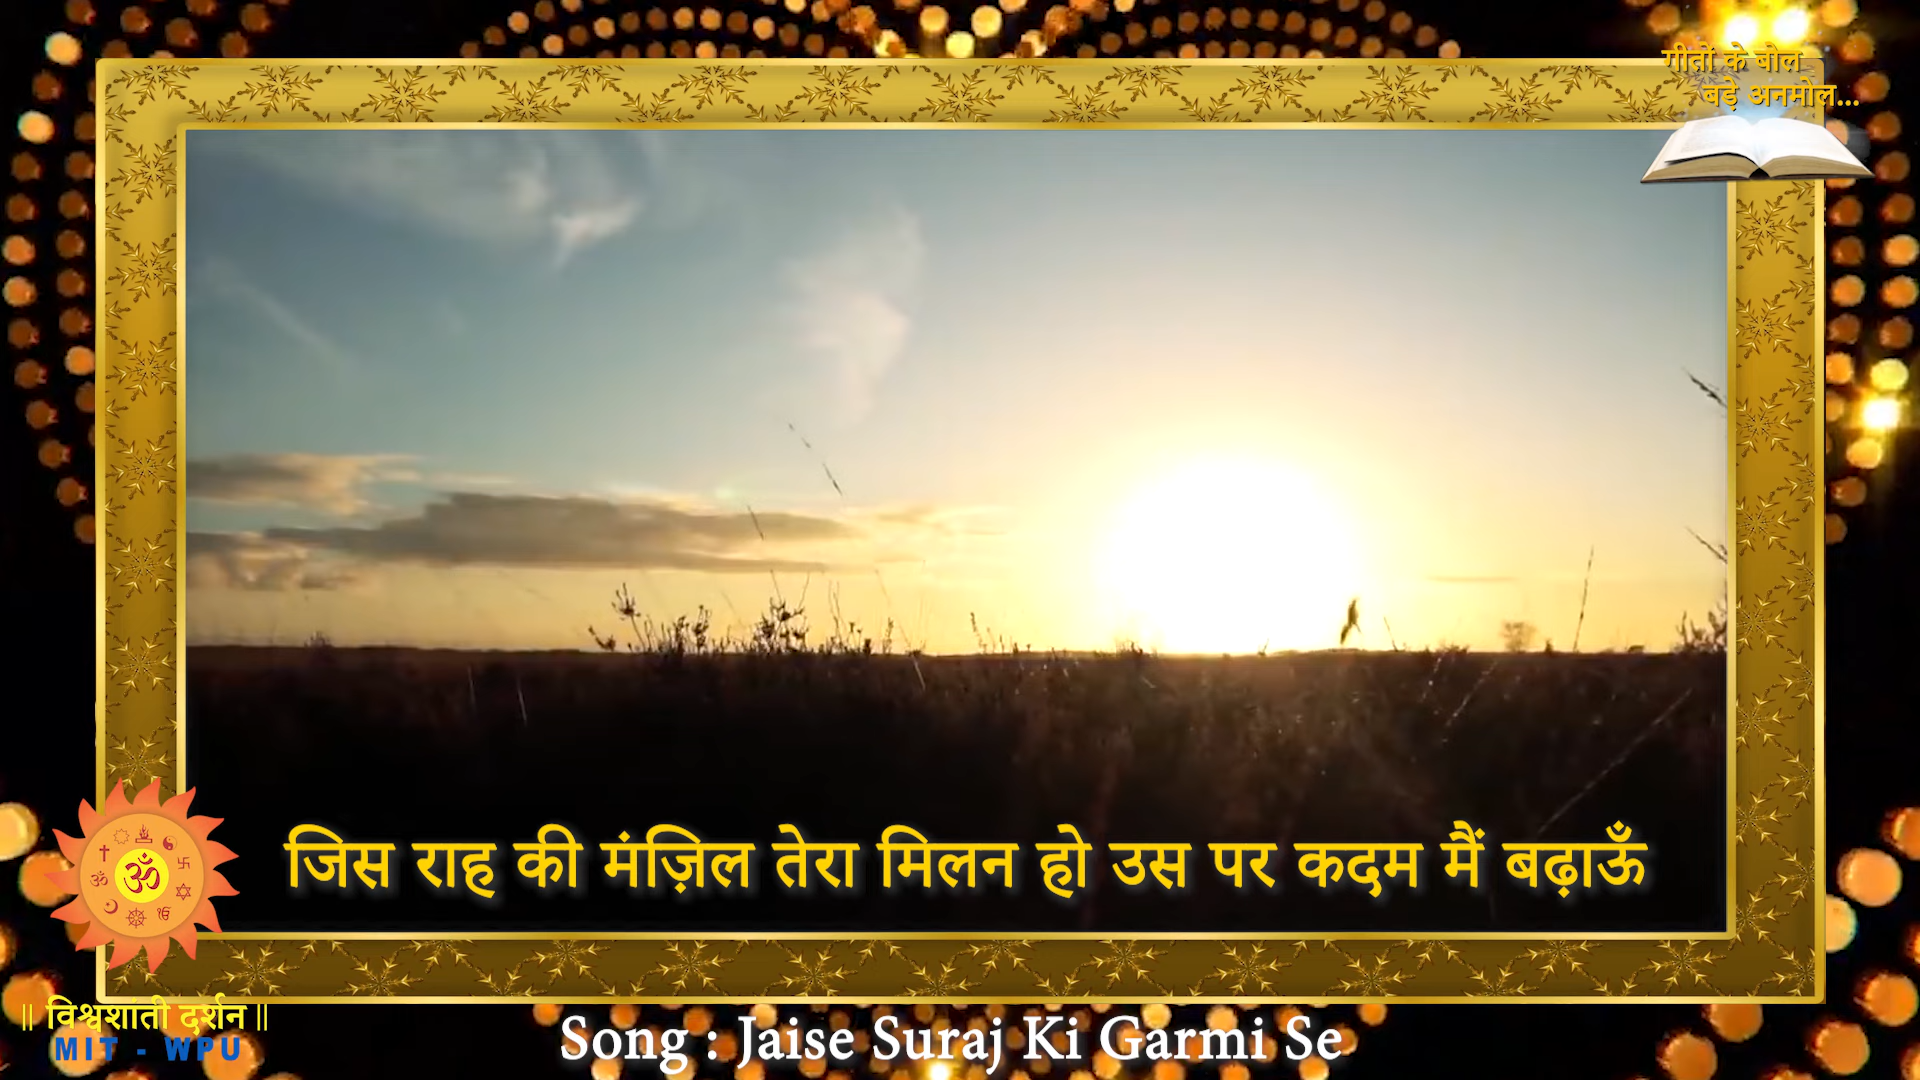 गीतों के बोल
बड़े अनमोल...
जिस राह की मंज़िल तेरा मिलन हो उस पर कदम मैं बढ़ाऊँ
॥ विश्वशांती दर्शन ॥
MIT - WPU
Song : Jaise Suraj Ki Garmi Se